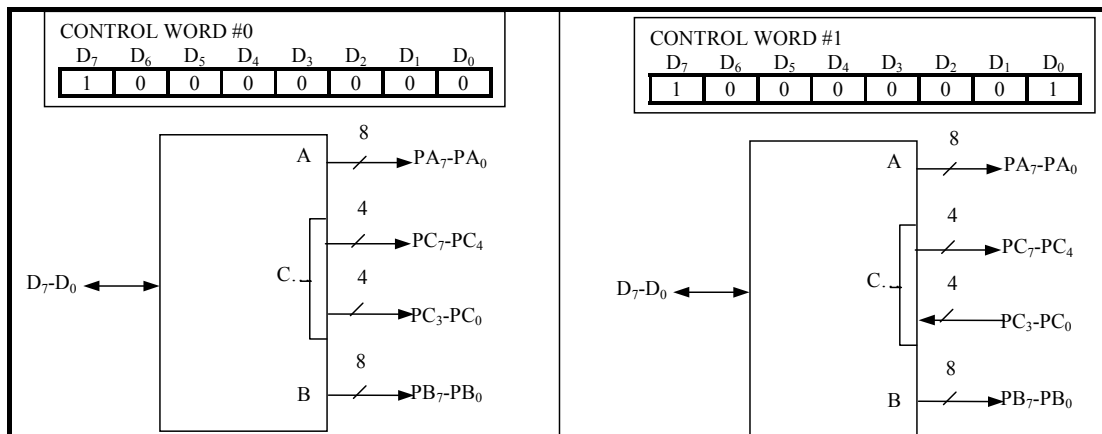 CONTROL WORD #0
D₇ D₆ D₅ D₄ D₃ D₂ D₁ D₀
1 0 0 0 0 0 0 0
8
A
PA₇-PA₀
4
PC₇-PC₄
D₇-D₀
C...
4
PC₃-PC₀
8
B
PB₇-PB₀
CONTROL WORD #1
D₇ D₆ D₅ D₄ D₃ D₂ D₁ D₀
1 0 0 0 0 0 0 1
8
A
PA₇-PA₀
4
PC₇-PC₄
D₇-D₀
C...
4
PC₃-PC₀
8
B
PB₇-PB₀